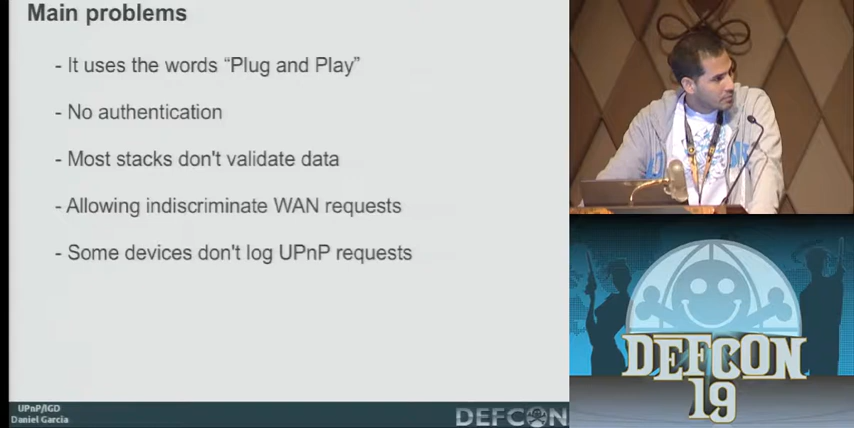 Main problems
- It uses the words “Plug and Play”
- No authentication
- Most stacks don't validate data
- Allowing indiscriminate WAN requests
- Some devices don't log UPnP requests
UPnP/IGD
Daniel Garcia
DEFCON
DEFCON
19